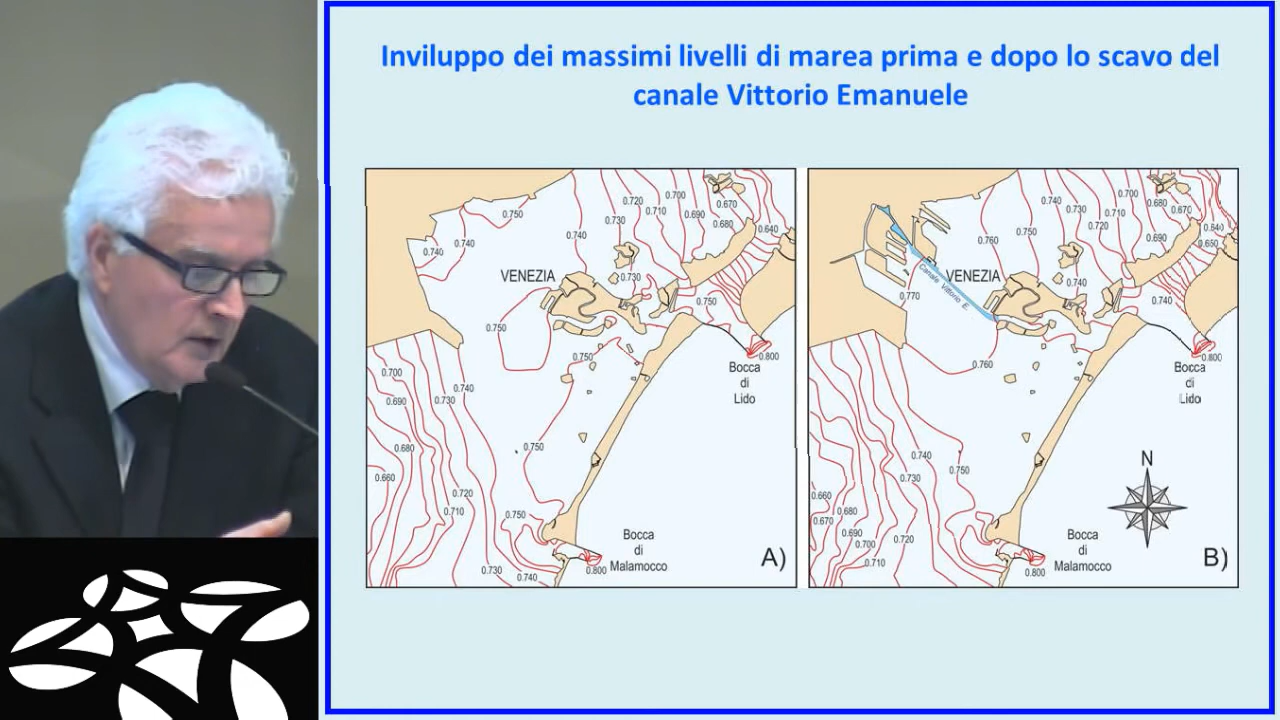 Inviluppo dei massimi livelli di marea prima e dopo lo scavo del
canale Vittorio Emanuele
0.750
0.740
0.740
0.740
0.730
0.720
0.710
0.700
0.690
0.680
0.670
0.640
VENEZIA
0.730
0.750
0.750
0.750
0.800
Bocca
di
Lido
0.700
0.690
0.740
0.730
0.680
0.660
0.750
0.720
0.710
0.750
Bocca
di
Malamocco
0.730
0.740
0.800
A)
0.760
0.750
0.740
0.730
0.720
0.710
0.700
0.690
0.680
0.670
0.640
0.650
VENEZIA
Canale Vittorio E.
0.770
0.740
0.740
0.760
0.800
Bocca
di
Lido
0.740
0.730
0.750
N
0.660
0.680
0.670
0.690
0.700
0.710
0.720
Bocca
di
Malamocco
0.800
B)